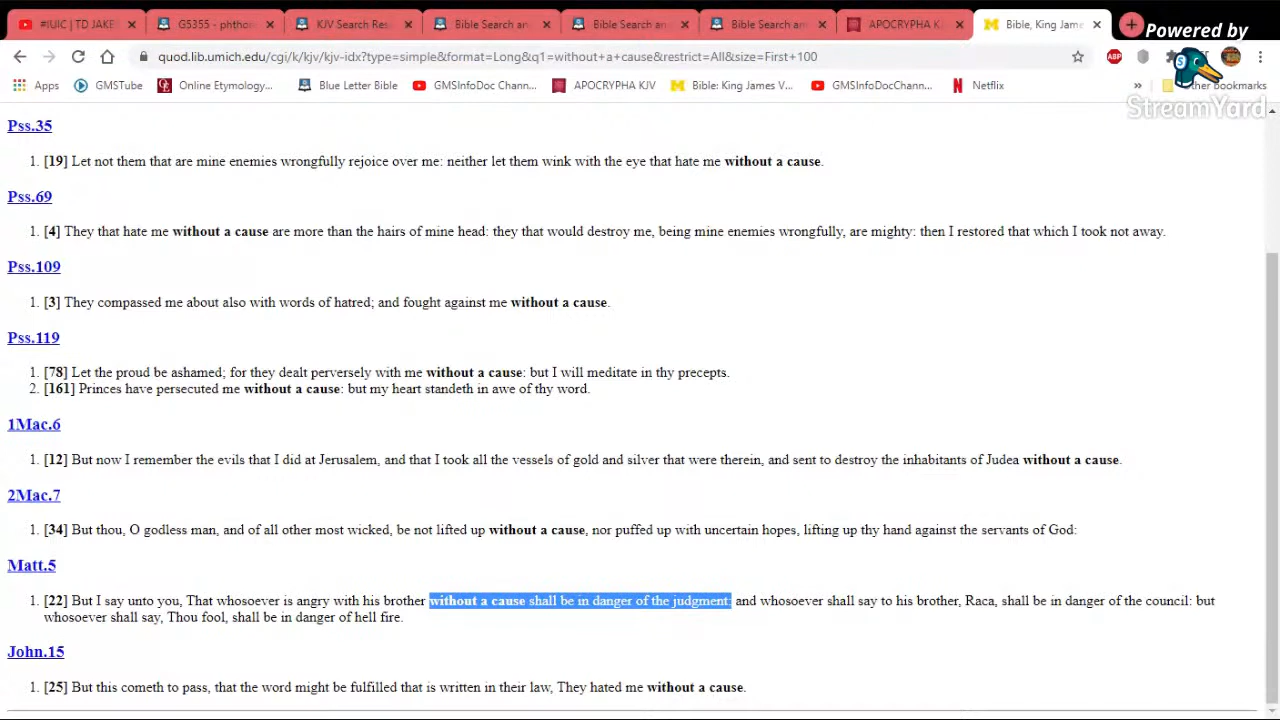 #IUIC | TD JAKE
G5355 - phthon
KJV Search Res
Bible Search an
Bible Search an
Bible Search an
APOCRYPHA K
Bible, King Jame
Powered by
quod.lib.umich.edu/cgi/k/kjv/kjv-idx?type=simple&format=Long&q1=without+a+cause&restrict=All&size=First+100
ABP
Apps
GMSTube
Online Etymology...
Blue Letter Bible
GMSInfoDoc Chann...
APOCRYPHA KJV
Bible: King James V...
GMSInfoDocChann...
Netflix
»
ther bookmarks
StreamYard
Pss.35
1. [19] Let not them that are mine enemies wrongfully rejoice over me: neither let them wink with the eye that hate me without a cause.
Pss.69
1. [4] They that hate me without a cause are more than the hairs of mine head: they that would destroy me, being mine enemies wrongfully, are mighty: then I restored that which I took not away.
Pss.109
1. [3] They compassed me about also with words of hatred; and fought against me without a cause.
Pss.119
1. [78] Let the proud be ashamed; for they dealt perversely with me without a cause: but I will meditate in thy precepts.
2. [161] Princes have persecuted me without a cause: but my heart standeth in awe of thy word.
1Mac.6
1. [12] But now I remember the evils that I did at Jerusalem, and that I took all the vessels of gold and silver that were therein, and sent to destroy the inhabitants of Judea without a cause.
2Mac.7
1. [34] But thou, O godless man, and of all other most wicked, be not lifted up without a cause, nor puffed up with uncertain hopes, lifting up thy hand against the servants of God:
Matt.5
1. [22] But I say unto you, That whosoever is angry with his brother without a cause shall be in danger of the judgment: and whosoever shall say to his brother, Raca, shall be in danger of the council: but
whosoever shall say, Thou fool, shall be in danger of hell fire.
John.15
1. [25] But this cometh to pass, that the word might be fulfilled that is written in their law, They hated me without a cause.